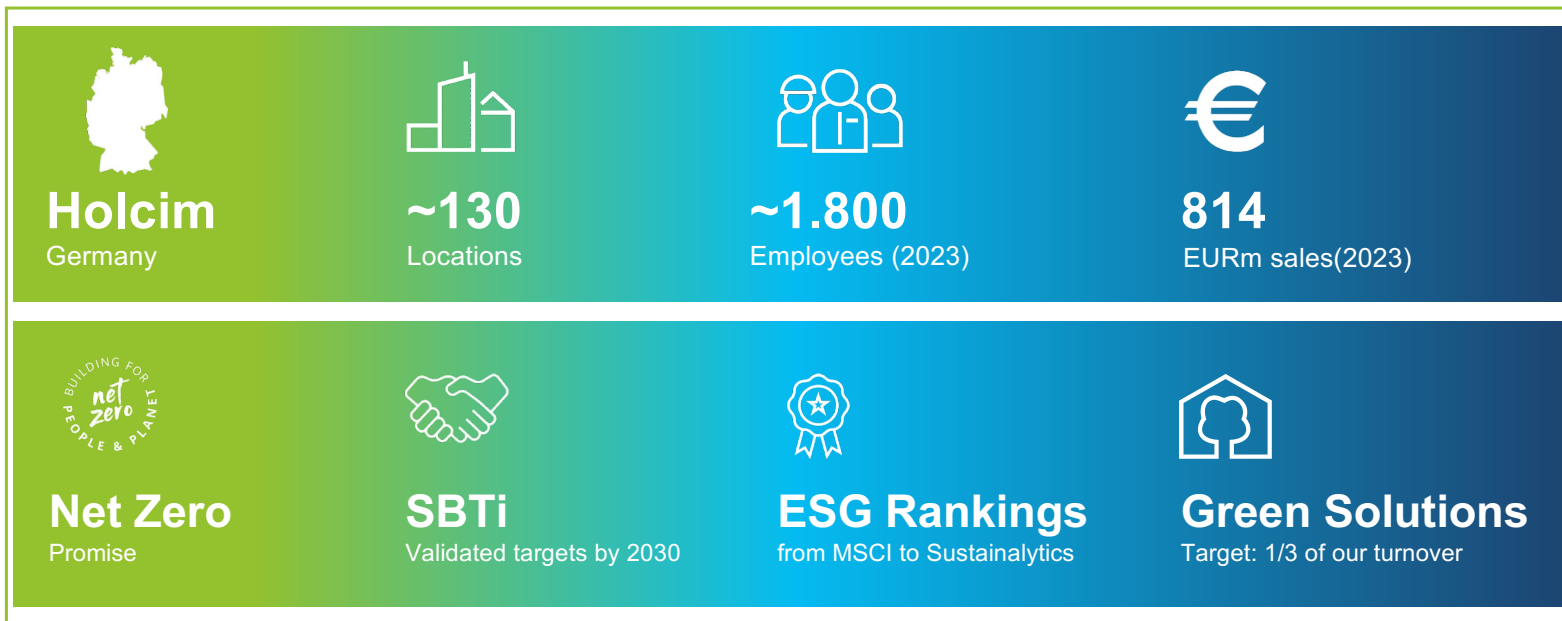 Holcim
Germany
~130
Locations
~1.800
Employees (2023)
814
EURm sales(2023)
BUILDING FOR PEOPLE & PLANET
net
zero
Net Zero
Promise
SBTi
Validated targets by 2030
ESG Rankings
from MSCI to Sustainalytics
Green Solutions
Target: 1/3 of our turnover